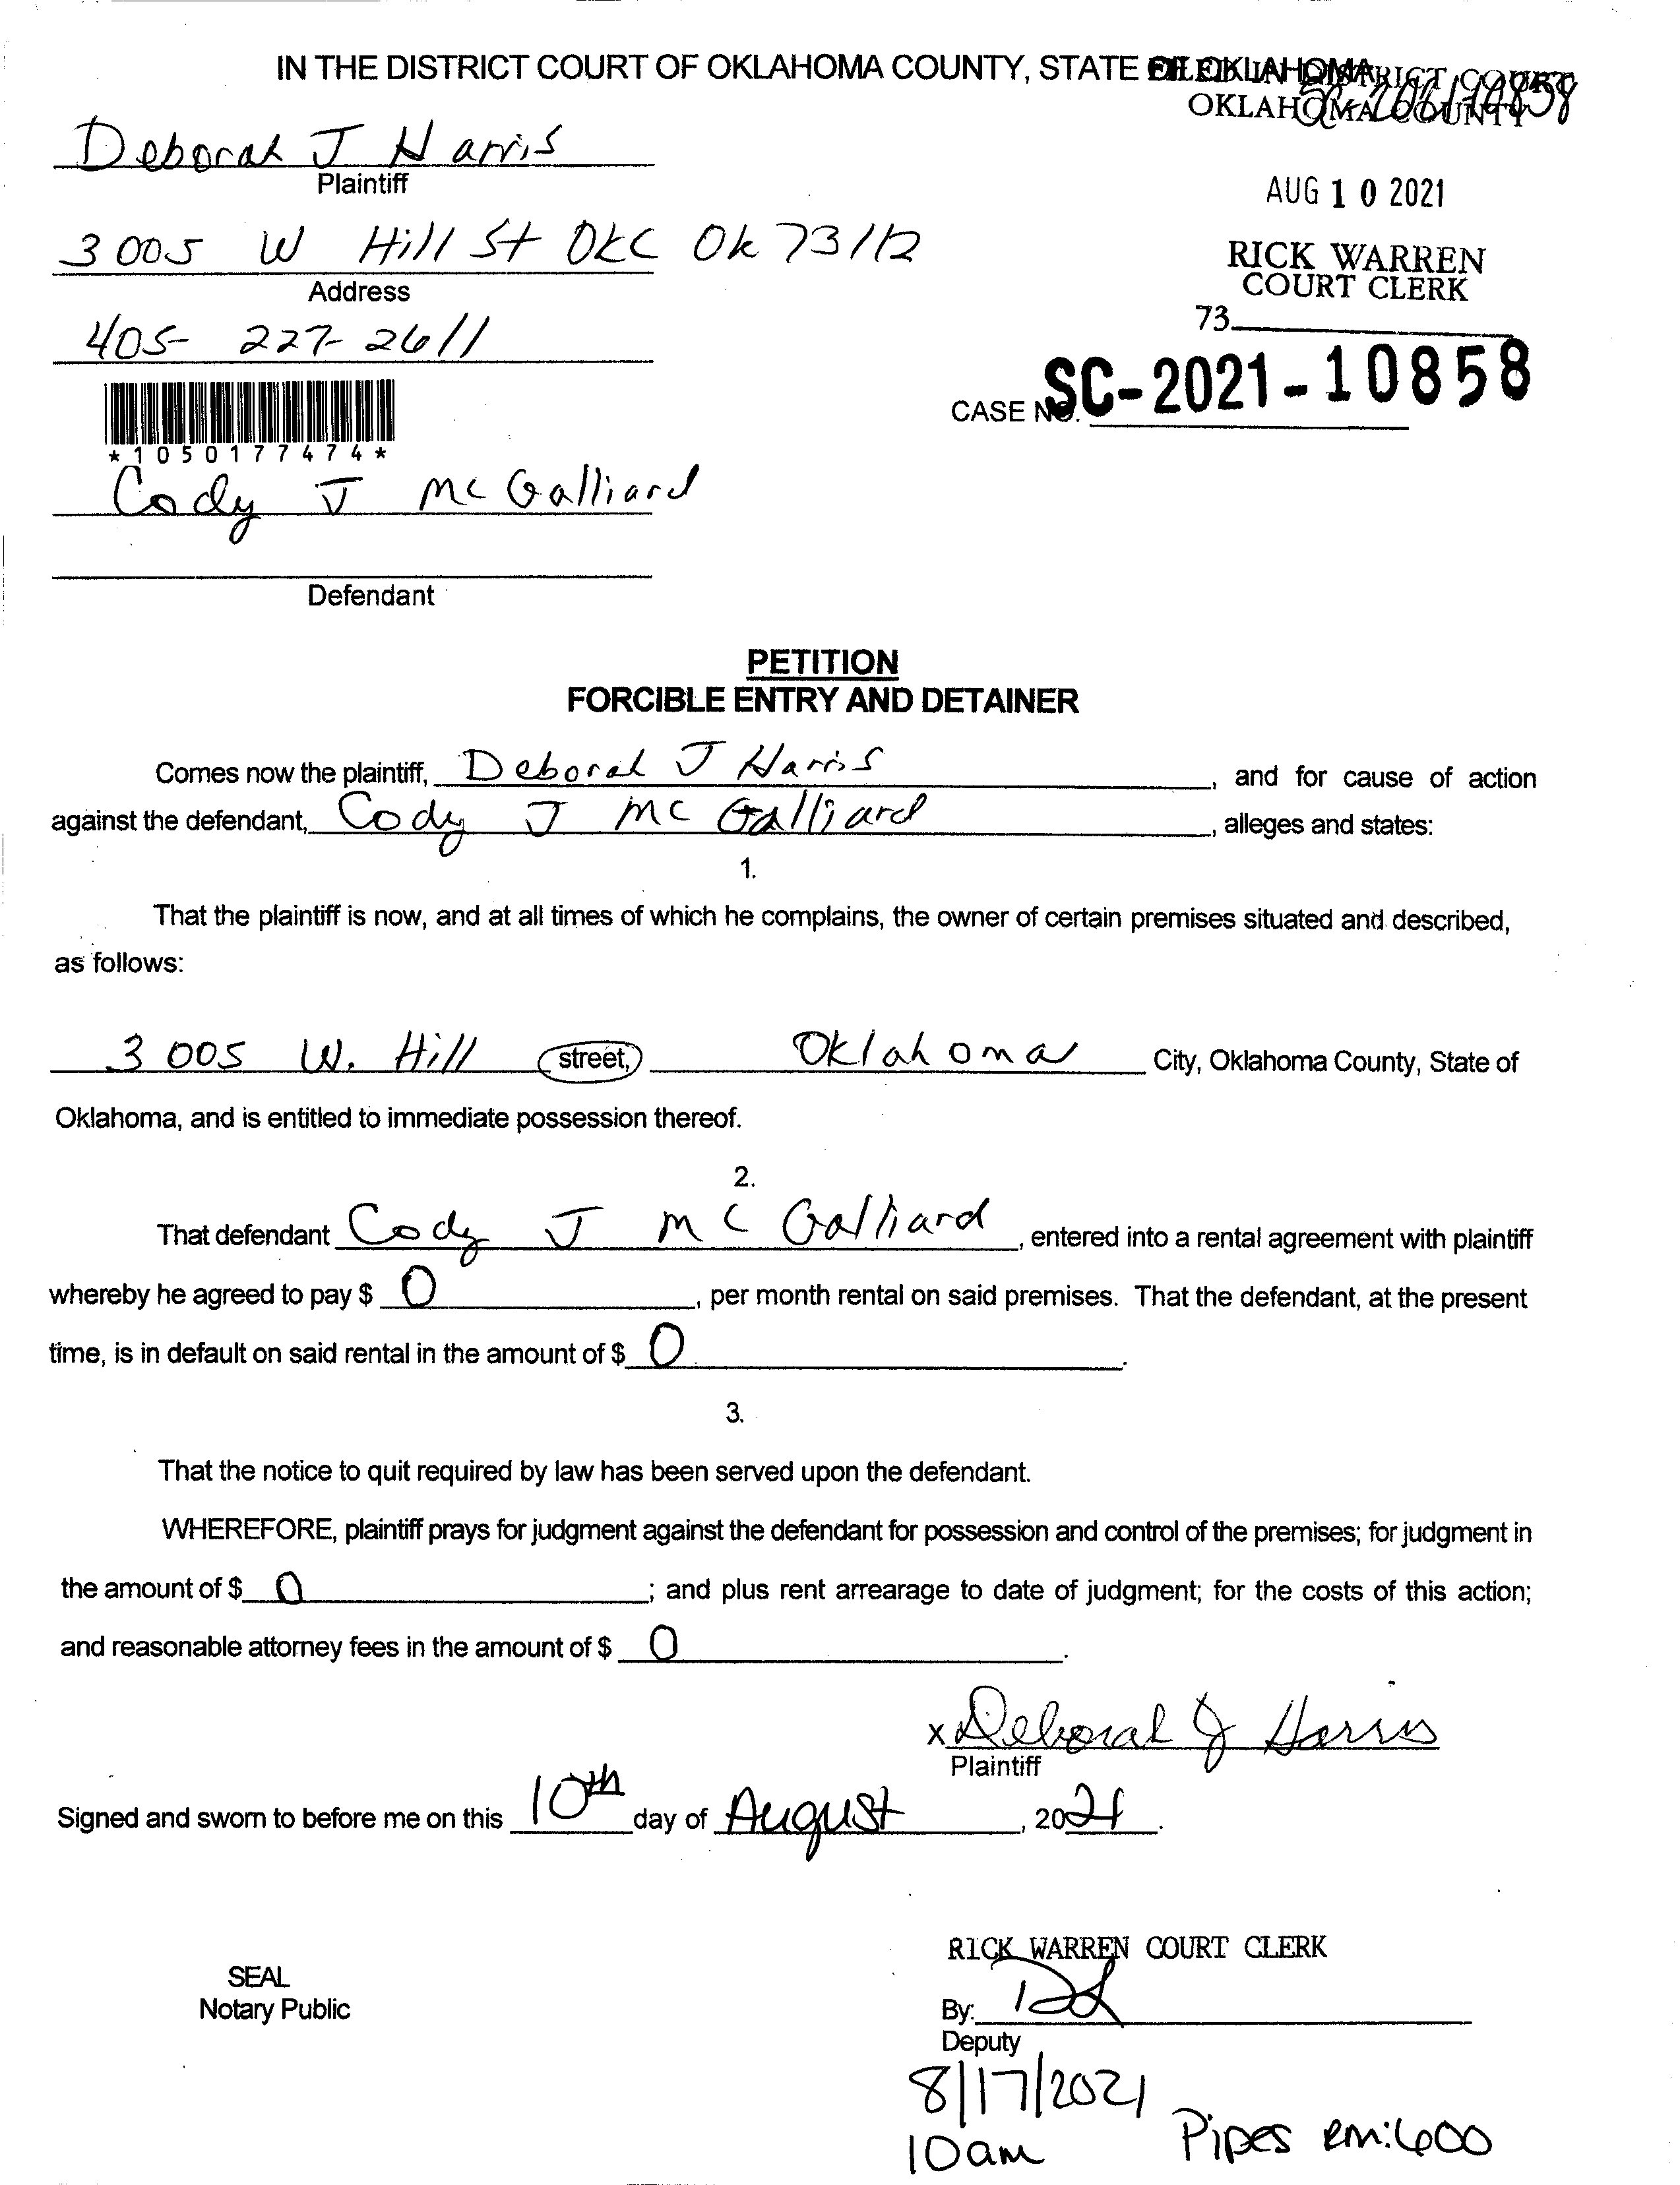 IN THE DISTRICT COURT OF OKLAHOMA COUNTY, STATE OF OKLAHOMA
FILED IN DISTRICT COURT
OKLAHOMA COUNTY
Deborah J Harris
Plaintiff
AUG 10 2021
3005 W Hill St OKC Ok 73112
Address
RICK WARREN
COURT CLERK
405-227-2611
73
CASE NO. SC-2021-10858
*1050177474*
Cody J McGalliard
Defendant
PETITION
FORCIBLE ENTRY AND DETAINER
Comes now the plaintiff, Deborah J Harris, and for cause of action
against the defendant, Cody J McGalliard, alleges and states:
1.
That the plaintiff is now, and at all times of which he complains, the owner of certain premises situated and described,
as follows:
3005 W. Hill street, Oklahoma City, Oklahoma County, State of
Oklahoma, and is entitled to immediate possession thereof.
2.
That defendant Cody J McGalliard, entered into a rental agreement with plaintiff
whereby he agreed to pay $ 0, per month rental on said premises. That the defendant, at the present
time, is in default on said rental in the amount of $ 0.
3.
That the notice to quit required by law has been served upon the defendant.
WHEREFORE, plaintiff prays for judgment against the defendant for possession and control of the premises; for judgment in
the amount of $ 0; and plus rent arrearage to date of judgment; for the costs of this action;
and reasonable attorney fees in the amount of $ 0.
x Deborah J Harris
Plaintiff
Signed and sworn to before me on this 10th day of August, 2021.
RICK WARREN COURT CLERK
SEAL
Notary Public
By:
Deputy
8/17/2021
10am
Pipes rm:600